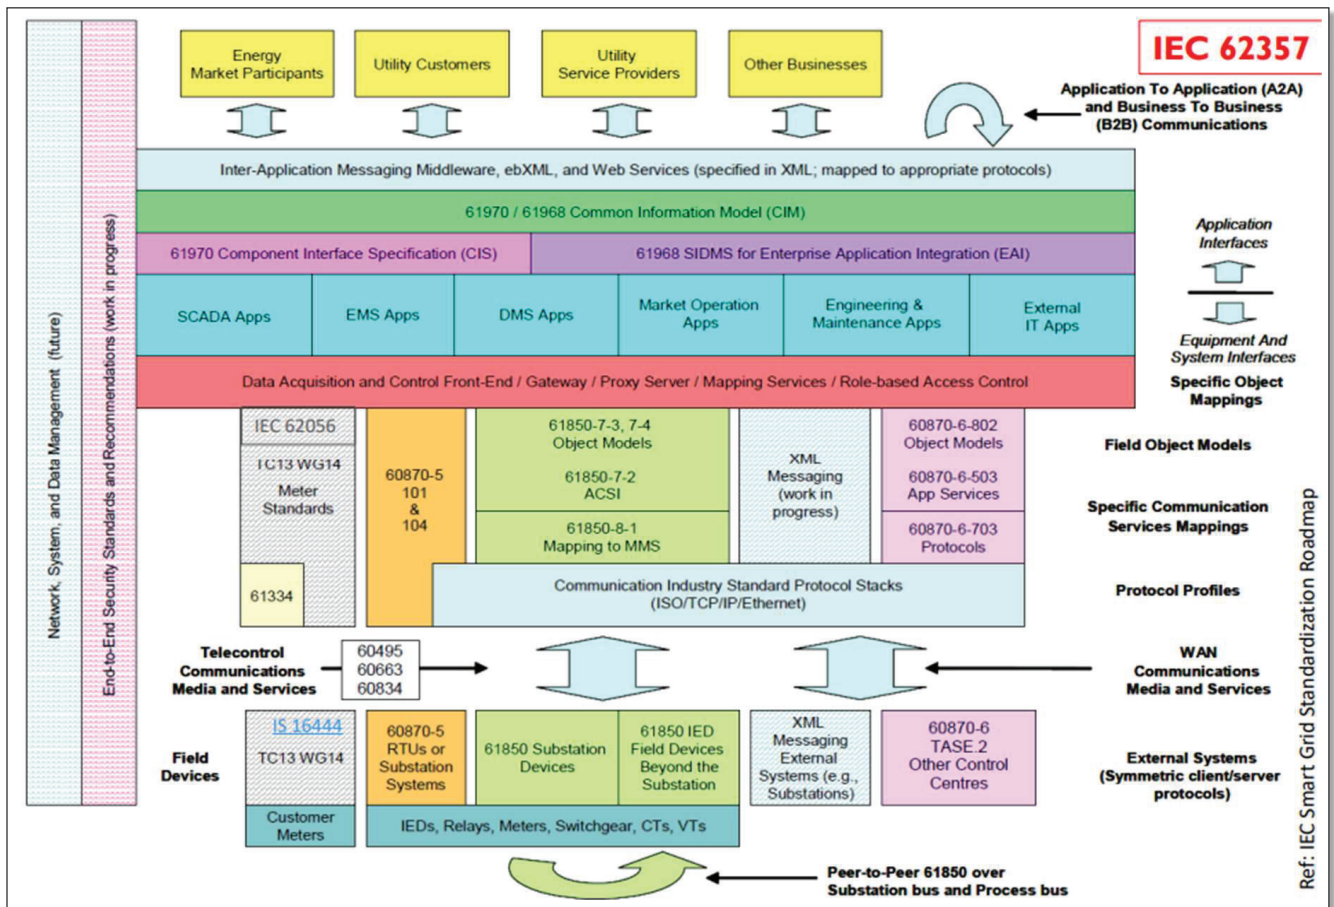 IEC 62357
Energy
Market Participants
Utility Customers
Utility
Service Providers
Other Businesses
Application To Application (A2A)
and Business To Business
(B2B) Communications
Inter-Application Messaging Middleware, ebXML, and Web Services (specified in XML; mapped to appropriate protocols)
61970 / 61968 Common Information Model (CIM)
61970 Component Interface Specification (CIS)
61968 SIDMS for Enterprise Application Integration (EAI)
Application
Interfaces
SCADA Apps
EMS Apps
DMS Apps
Market Operation
Apps
Engineering &
Maintenance Apps
External
IT Apps
Equipment And
System Interfaces
Data Acquisition and Control Front-End / Gateway / Proxy Server / Mapping Services / Role-based Access Control
Specific Object
Mappings
IEC 62056
TC13 WG14
Meter
Standards
61334
60870-5
101
&
104
61850-7-3, 7-4
Object Models
61850-7-2
ACSI
61850-8-1
Mapping to MMS
XML
Messaging
(work in
progress)
60870-6-802
Object Models
60870-6-503
App Services
60870-6-703
Protocols
Field Object Models
Specific Communication
Services Mappings
Communication Industry Standard Protocol Stacks
(ISO/TCP/IP/Ethernet)
Protocol Profiles
Telecontrol
Communications
Media and Services
60495
60663
60834
WAN
Communications
Media and Services
Field
Devices
IS 16444
TC13 WG14
60870-5
RTUs or
Substation
Systems
61850 Substation
Devices
61850 IED
Field Devices
Beyond the
Substation
XML
Messaging
External
Systems (e.g.,
Substations)
60870-6
TASE.2
Other Control
Centres
External Systems
(Symmetric client/server
protocols)
Customer
Meters
IEDs, Relays, Meters, Switchgear, CTs, VTs
Peer-to-Peer 61850 over
Substation bus and Process bus
Network, System, and Data Management (future)
End-to-End Security Standards and Recommendations (work in progress)
Ref: IEC Smart Grid Standardization Roadmap